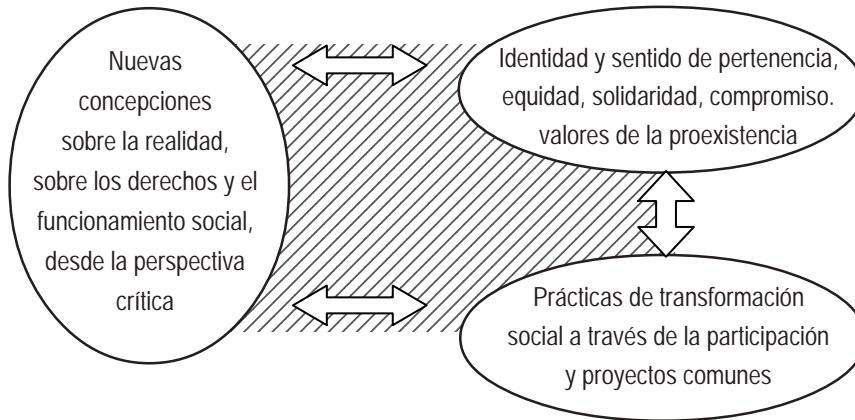 Nuevas
concepciones
sobre la realidad,
sobre los derechos y el
funcionamiento social,
desde la perspectiva
crítica
Identidad y sentido de pertenencia,
equidad, solidaridad, compromiso.
valores de la proexistencia
Prácticas de transformación
social a través de la participación
y proyectos comunes